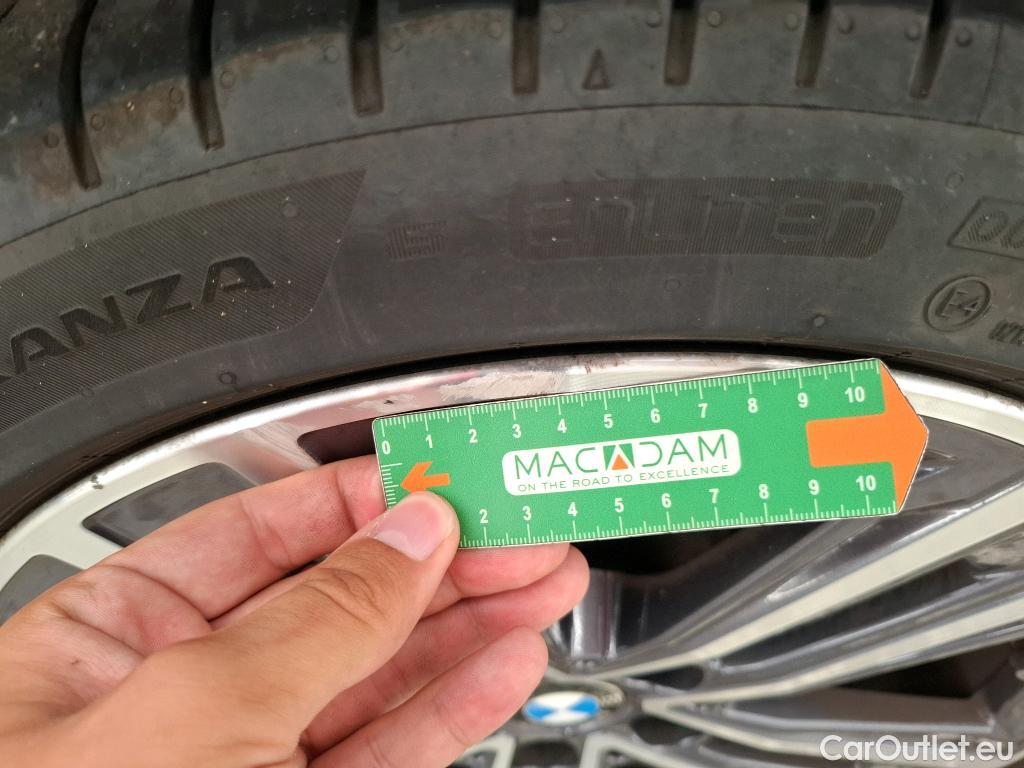 ANZA
E ENLITEN
E4
0 1 2 3 4 5 6 7 8 9 10
MACADAM
ON THE ROAD TO EXCELLENCE
2 3 4 5 6 7 8 9 10
CarOutlet.eu